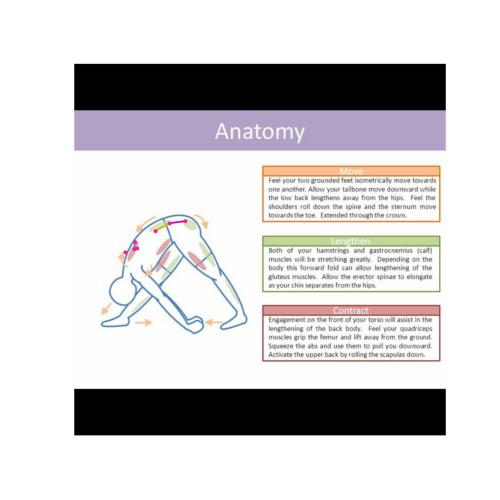 Anatomy
Move
Feel your two grounded feet isometrically move towards
one another. Allow your tailbone move downward while
the low back lengthens away from the hips. Feel the
shoulders roll down the spine and the sternum move
towards the toe. Extended through the crown.
Lengthen
Both of your hamstrings and gastrocnemius (calf)
muscles will be stretching greatly. Depending on the
body this forward fold can allow lengthening of the
gluteus muscles. Allow the erector spinae to elongate
as your chin separates from the hips.
Contract
Engagement on the front of your torso will assist in the
lengthening of the back body. Feel your quadriceps
muscles grip the femur and lift away from the ground.
Squeeze the abs and use them to pull you downward.
Activate the upper back by rolling the scapulas down.